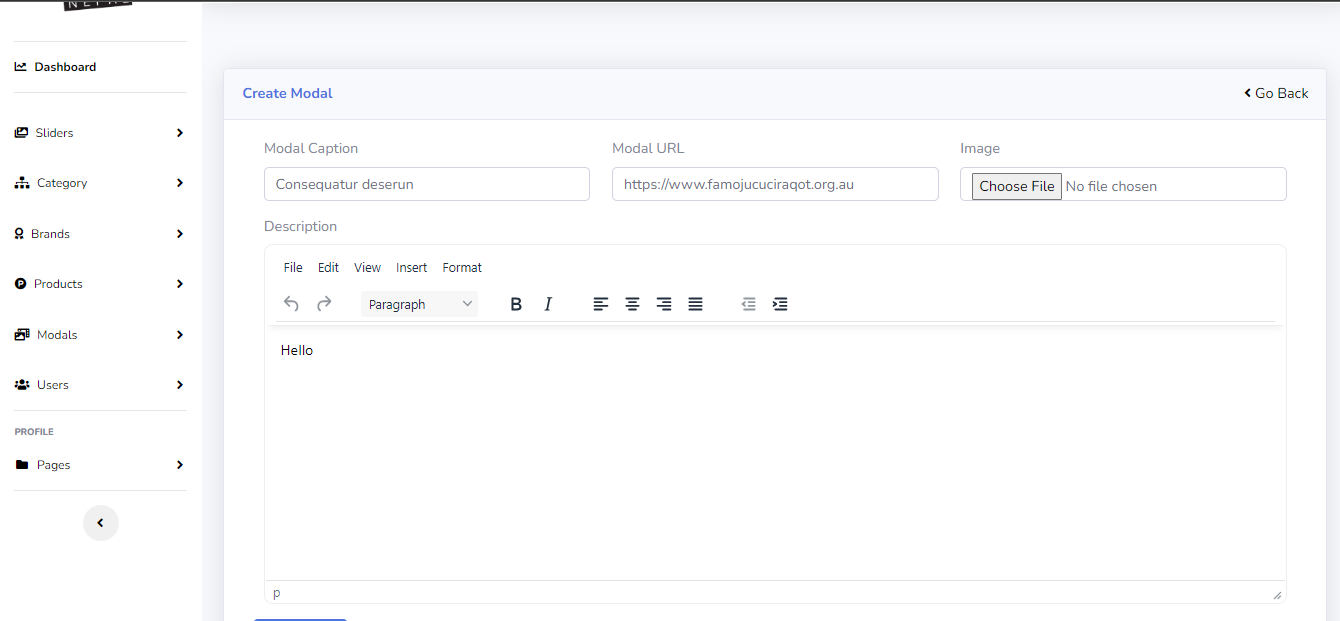 Dashboard
Sliders
Category
Brands
Products
Modals
Users
PROFILE
Pages
Create Modal
Go Back
Modal Caption
Modal URL
Image
Consequatur deserun
https://www.famojucuciraqot.org.au
Choose File No file chosen
Description
File Edit View Insert Format
Paragraph B I
Hello
p